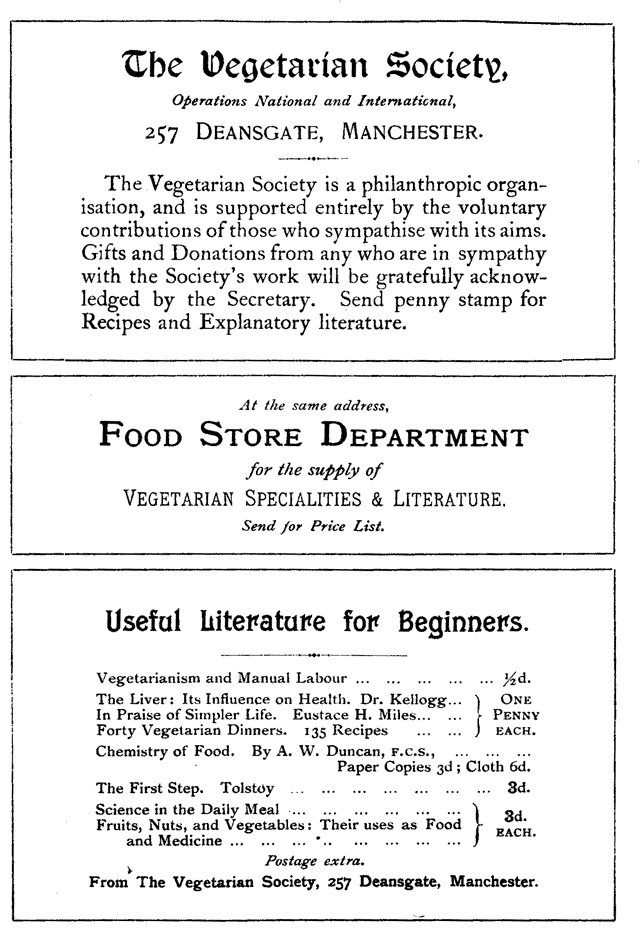 The Vegetarian Society,
Operations National and International,
257 DEANSGATE, MANCHESTER.
The Vegetarian Society is a philanthropic organ-
isation, and is supported entirely by the voluntary
contributions of those who sympathise with its aims.
Gifts and Donations from any who are in sympathy
with the Society's work will be gratefully acknow-
ledged by the Secretary. Send penny stamp for
Recipes and Explanatory literature.
At the same address,
FOOD STORE DEPARTMENT
for the supply of
VEGETARIAN SPECIALITIES & LITERATURE.
Send for Price List.
Useful Literature for Beginners.
Vegetarianism and Manual Labour ... ... ... ... ... ½d.
The Liver: Its Influence on Health. Dr. Kellogg... } ONE
In Praise of Simpler Life. Eustace H. Miles... ... } PENNY
Forty Vegetarian Dinners. 135 Recipes ... ... } EACH.
Chemistry of Food. By A. W. Duncan, F.C.S., ... ... ...
Paper Copies 3d; Cloth 6d.
The First Step. Tolstoy ... ... ... ... ... ... ... 3d.
Science in the Daily Meal ... ... ... ... ... ... } 3d.
Fruits, Nuts, and Vegetables: Their uses as Food } EACH.
and Medicine ... ... ... ... ... ... ... ... }
Postage extra.
From The Vegetarian Society, 257 Deansgate, Manchester.